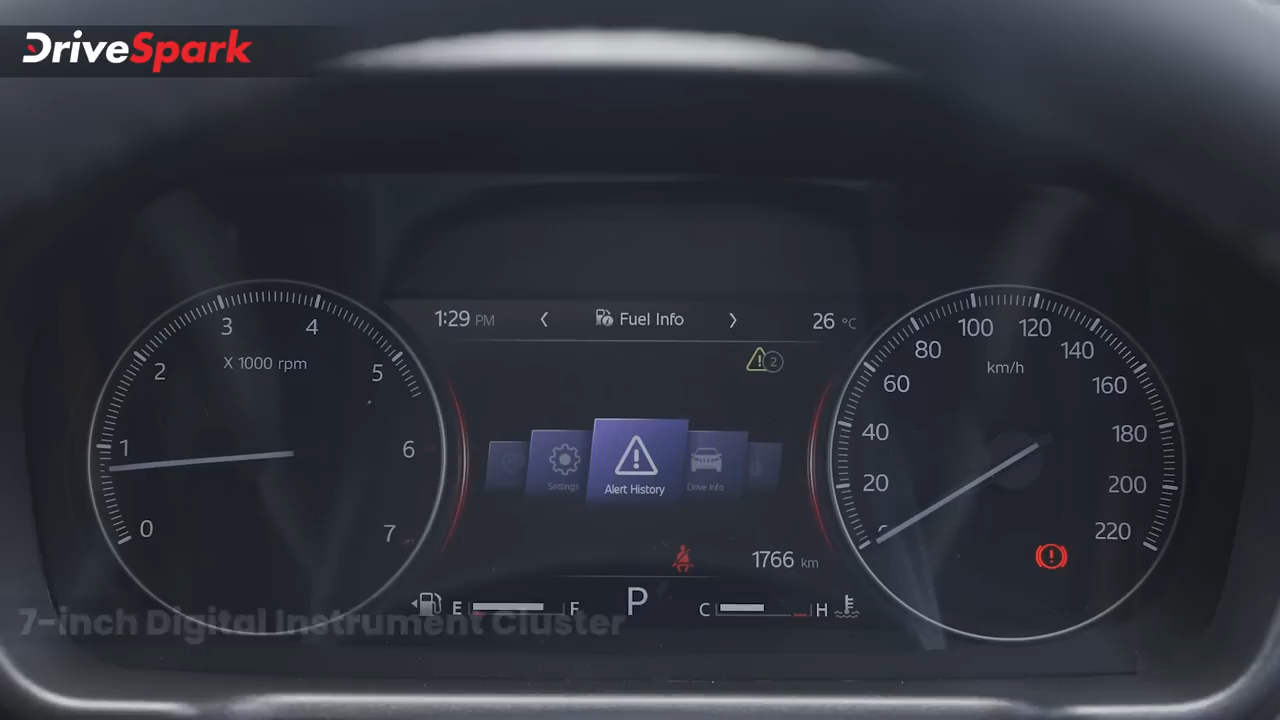 DriveSpark
1:29 PM
Fuel Info
26 °C
2
0
1
2
3
4
5
6
7
X 1000 rpm
Settings
Alert History
Drive Info
1766 km
E
F
P
C
H
20
40
60
80
100
120
140
160
180
200
220
km/h
7-inch Digital Instrument Cluster